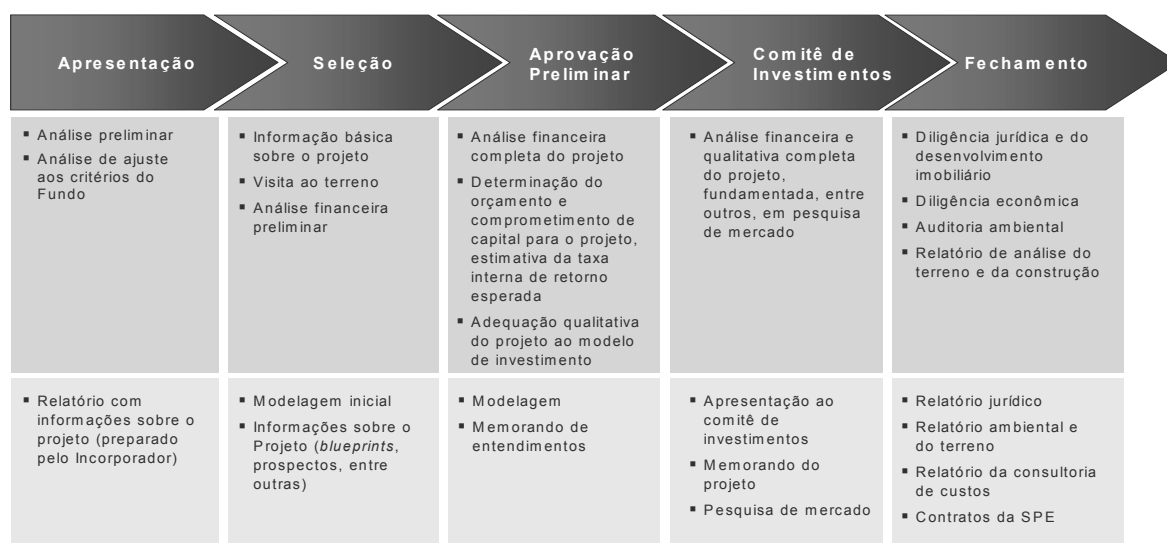 Apresentação
Seleção
Aprovação
Preliminar
Comitê de
Investimentos
Fechamento
▪ Análise preliminar
▪ Análise de ajuste
aos critérios do
Fundo
▪ Informação básica
sobre o projeto
▪ Visita ao terreno
▪ Análise financeira
preliminar
▪ Análise financeira
completa do projeto
▪ Determinação do
orçamento e
comprometimento de
capital para o projeto,
estimativa da taxa
interna de retorno
esperada
▪ Adequação qualitativa
do projeto ao modelo
de investimento
▪ Análise financeira e
qualitativa completa
do projeto,
fundamentada, entre
outros, em pesquisa
de mercado
▪ Diligência jurídica e do
desenvolvimento
imobiliário
▪ Diligência econômica
▪ Auditoria ambiental
▪ Relatório de análise do
terreno e da construção
▪ Relatório com
informações sobre o
projeto (preparado
pelo Incorporador)
▪ Modelagem inicial
▪ Informações sobre o
Projeto (blueprints,
prospectos, entre
outras)
▪ Modelagem
▪ Memorando de
entendimentos
▪ Apresentação ao
comitê de
investimentos
▪ Memorando do
projeto
▪ Pesquisa de mercado
▪ Relatório jurídico
▪ Relatório ambiental e
do terreno
▪ Relatório da consultoria
de custos
▪ Contratos da SPE